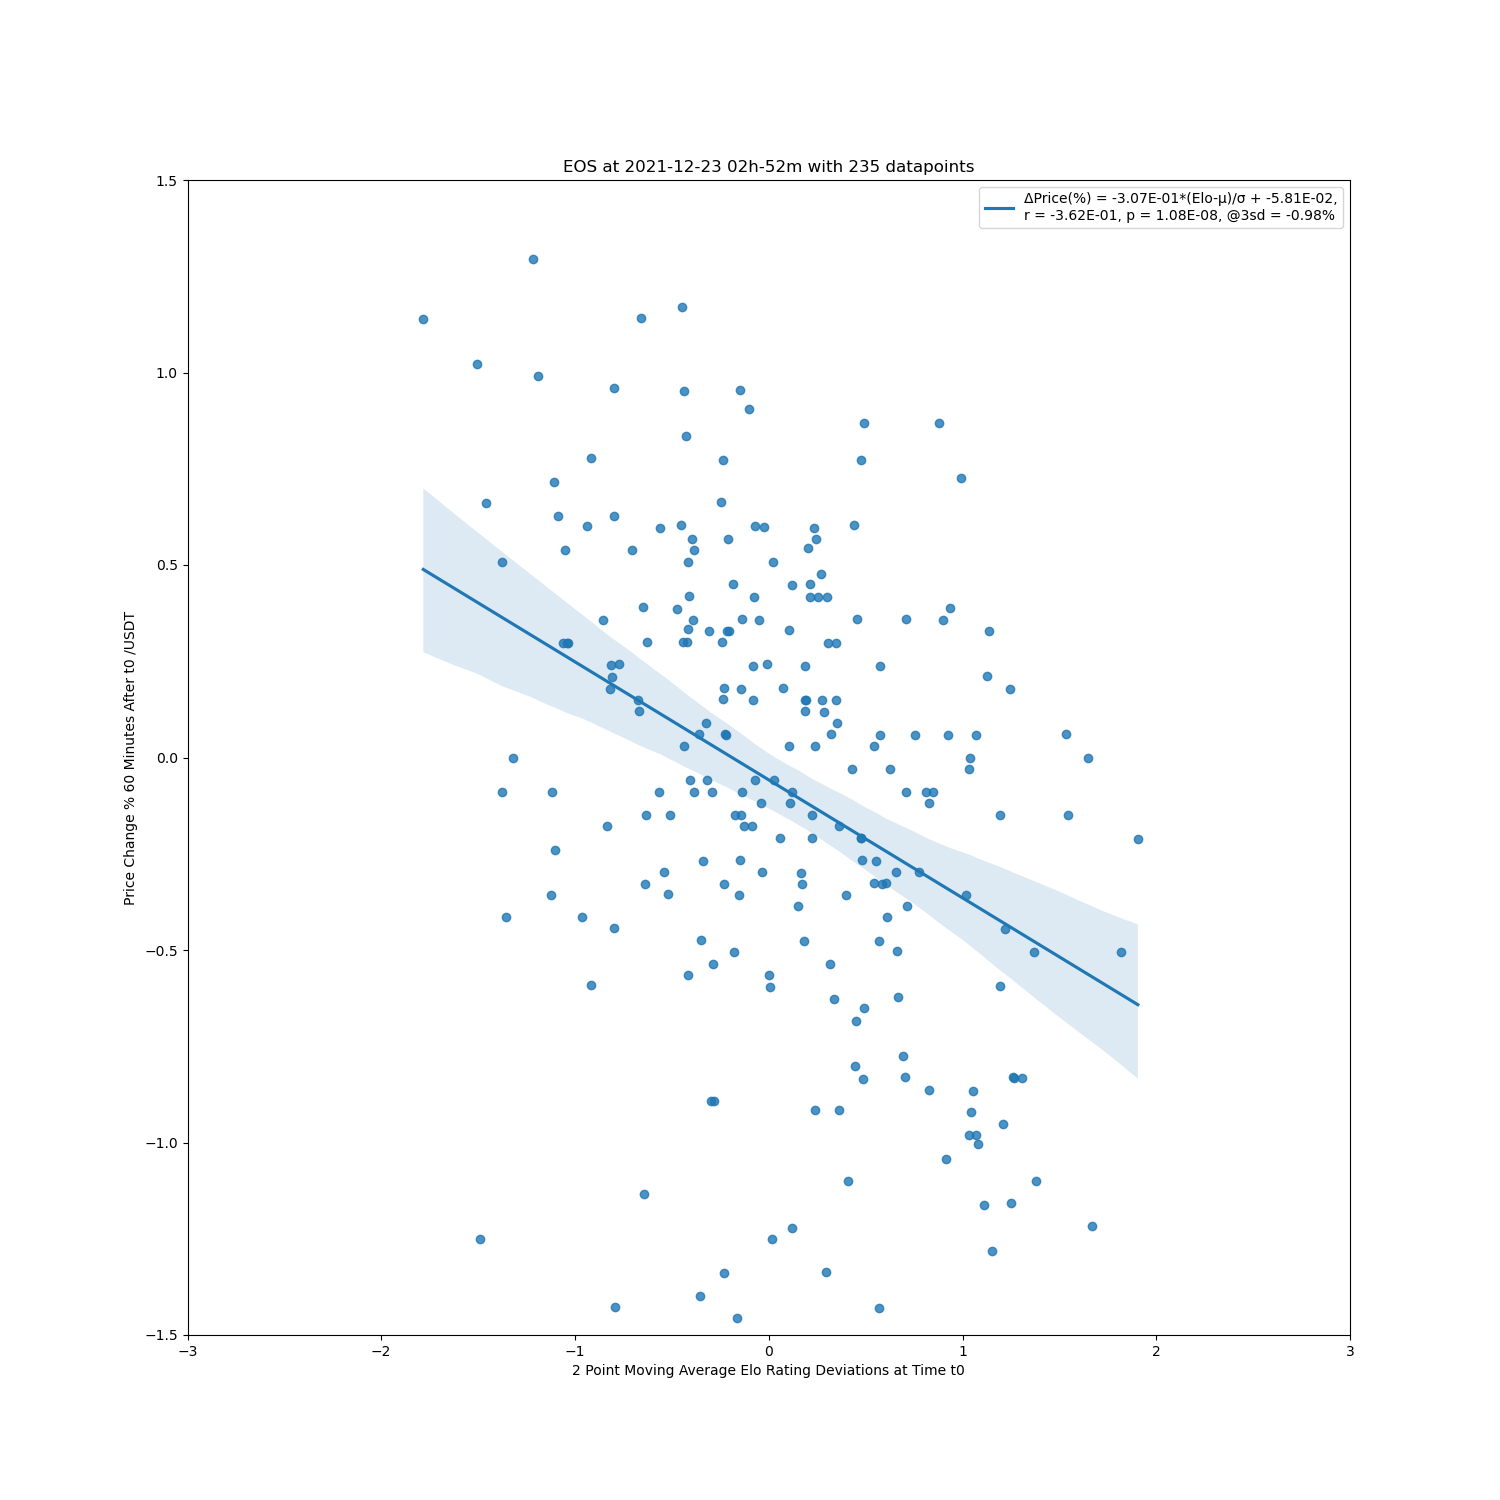 EOS at 2021-12-23 02h-52m with 235 datapoints
ΔPrice(%) = -3.07E-01*(Elo-μ)/σ + -5.81E-02,
r = -3.62E-01, p = 1.08E-08, @3sd = -0.98%
Price Change % 60 Minutes After t0 /USDT
1.5
1.0
0.5
0.0
−0.5
−1.0
−1.5
−3
−2
−1
0
1
2
3
2 Point Moving Average Elo Rating Deviations at Time t0